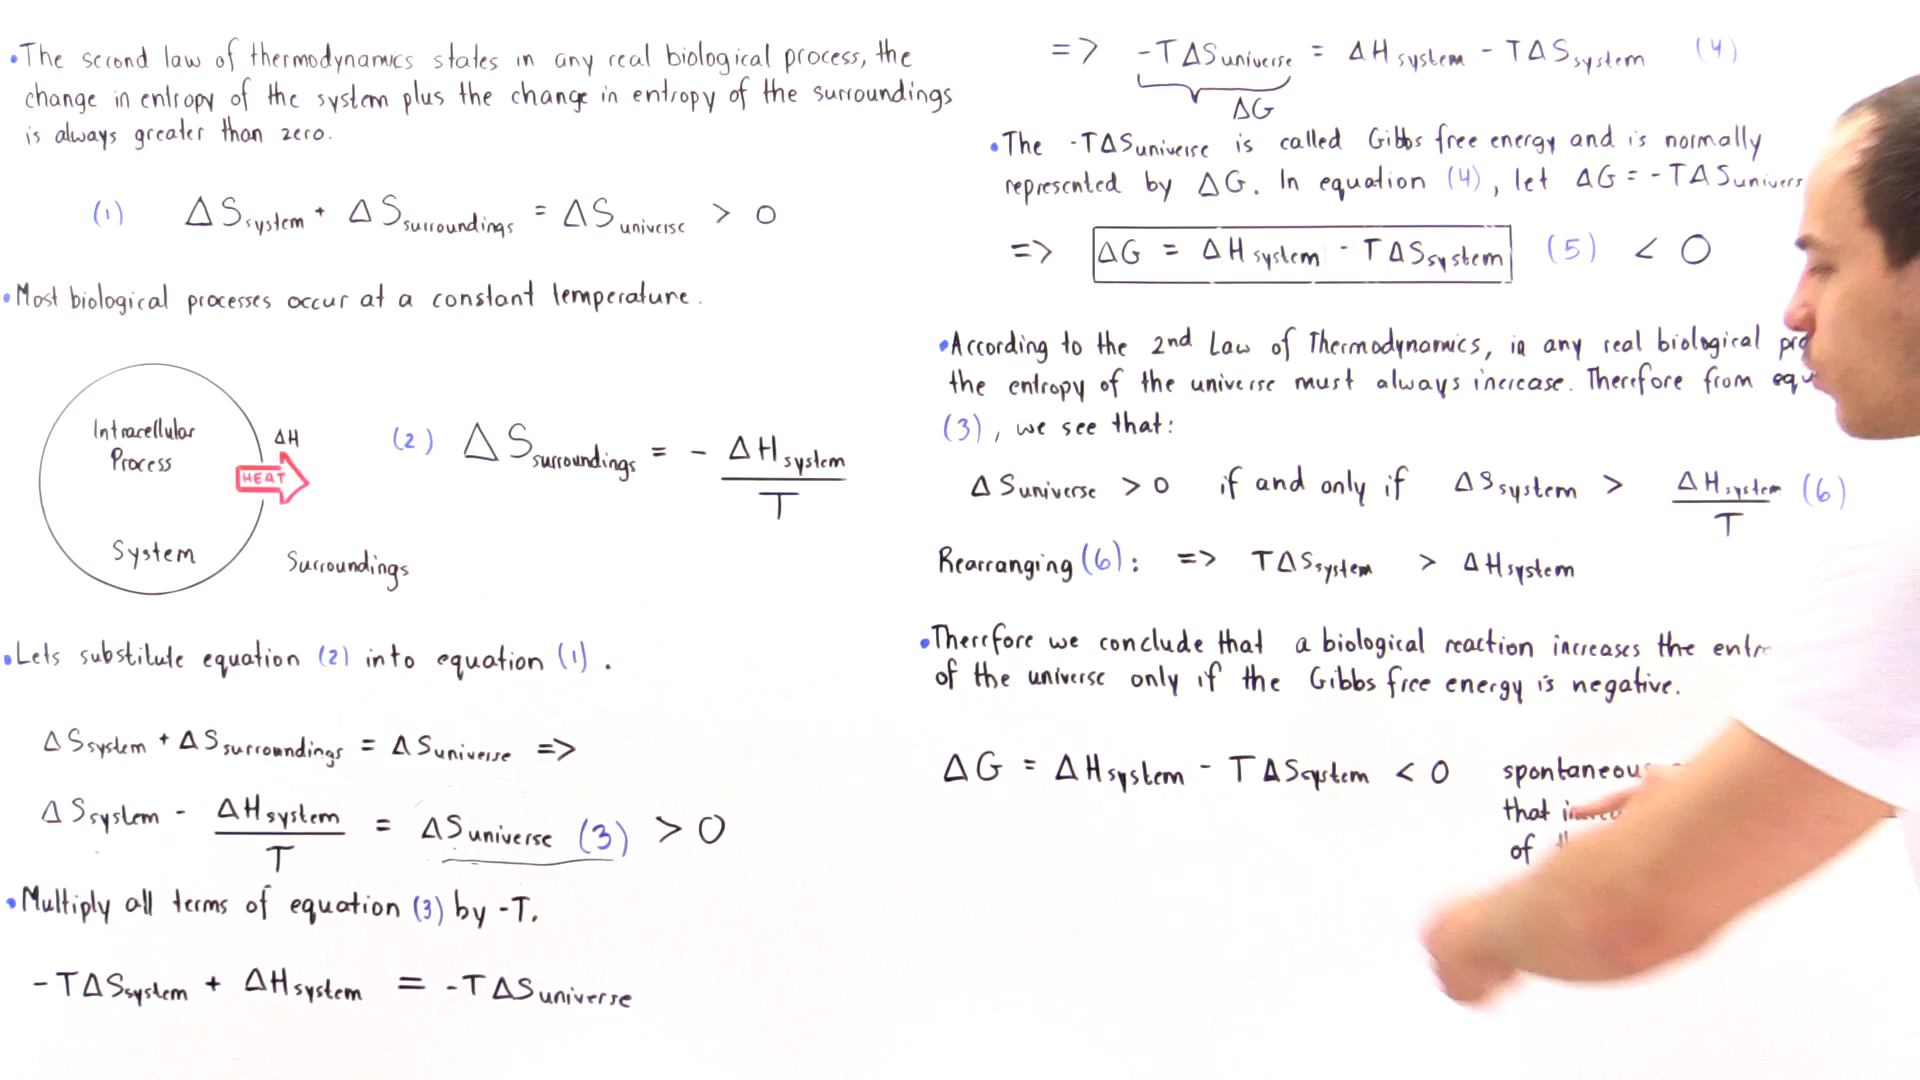 •The second law of thermodynamics states in any real biological process, the
change in entropy of the system plus the change in entropy of the surroundings
is always greater than zero.
(1) ΔSsystem + ΔSsurroundings = ΔSuniverse > 0
•Most biological processes occur at a constant temperature.
Intracellular
Process
ΔH
HEAT
System
Surroundings
(2) ΔSsurroundings = - ΔHsystem / T
•Lets substitute equation (2) into equation (1).
ΔSsystem + ΔSsurroundings = ΔSuniverse =>
ΔSsystem - ΔHsystem / T = ΔSuniverse (3) > 0
•Multiply all terms of equation (3) by -T.
-TΔSsystem + ΔHsystem = -TΔSuniverse
=> -TΔSuniverse = ΔHsystem - TΔSsystem (4)
ΔG
•The -TΔSuniverse is called Gibbs free energy and is normally
represented by ΔG. In equation (4), let ΔG = -TΔSunivers
=> ΔG = ΔHsystem - TΔSsystem (5) < 0
•According to the 2nd Law of Thermodynamics, in any real biological
the entropy of the universe must always increase. Therefore from
(3), we see that:
ΔSuniverse > 0 if and only if ΔSsystem > ΔHsystem / T (6)
Rearranging (6): => TΔSsystem > ΔHsystem
•Therefore we conclude that a biological reaction increases the
of the universe only if the Gibbs free energy is negative.
ΔG = ΔHsystem - TΔSsystem < 0
spontaneous
that
of